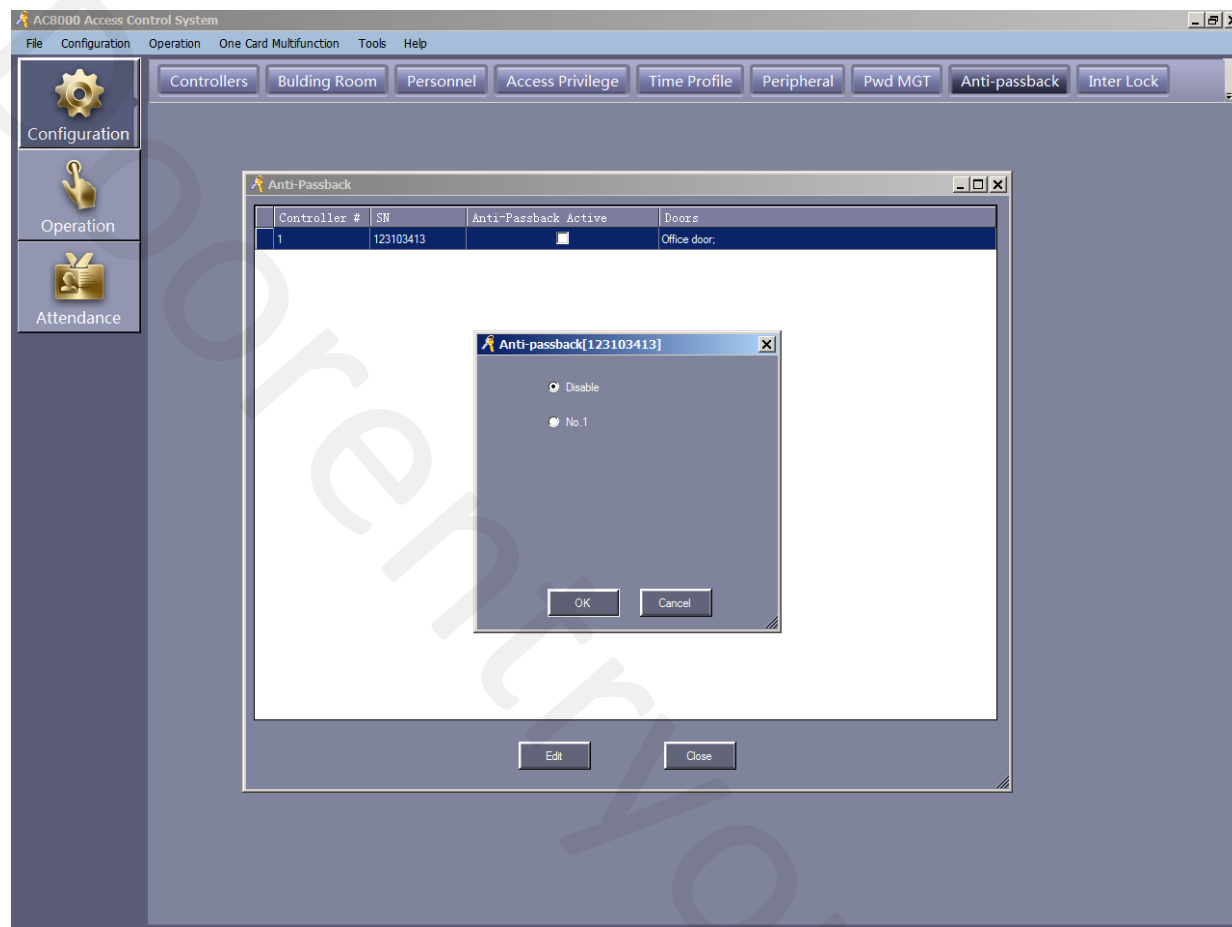 AC8000 Access Control System
File Configuration Operation One Card Multifunction Tools Help
Controllers Bulding Room Personnel Access Privilege Time Profile Peripheral Pwd MGT Anti-passback Inter Lock
Configuration
Operation
Attendance
Anti-Passback
Controller # SN Anti-Passback Active Doors
1 123103413 Office door;
Anti-passback[123103413]
Disable
No.1
OK Cancel
Edit Close